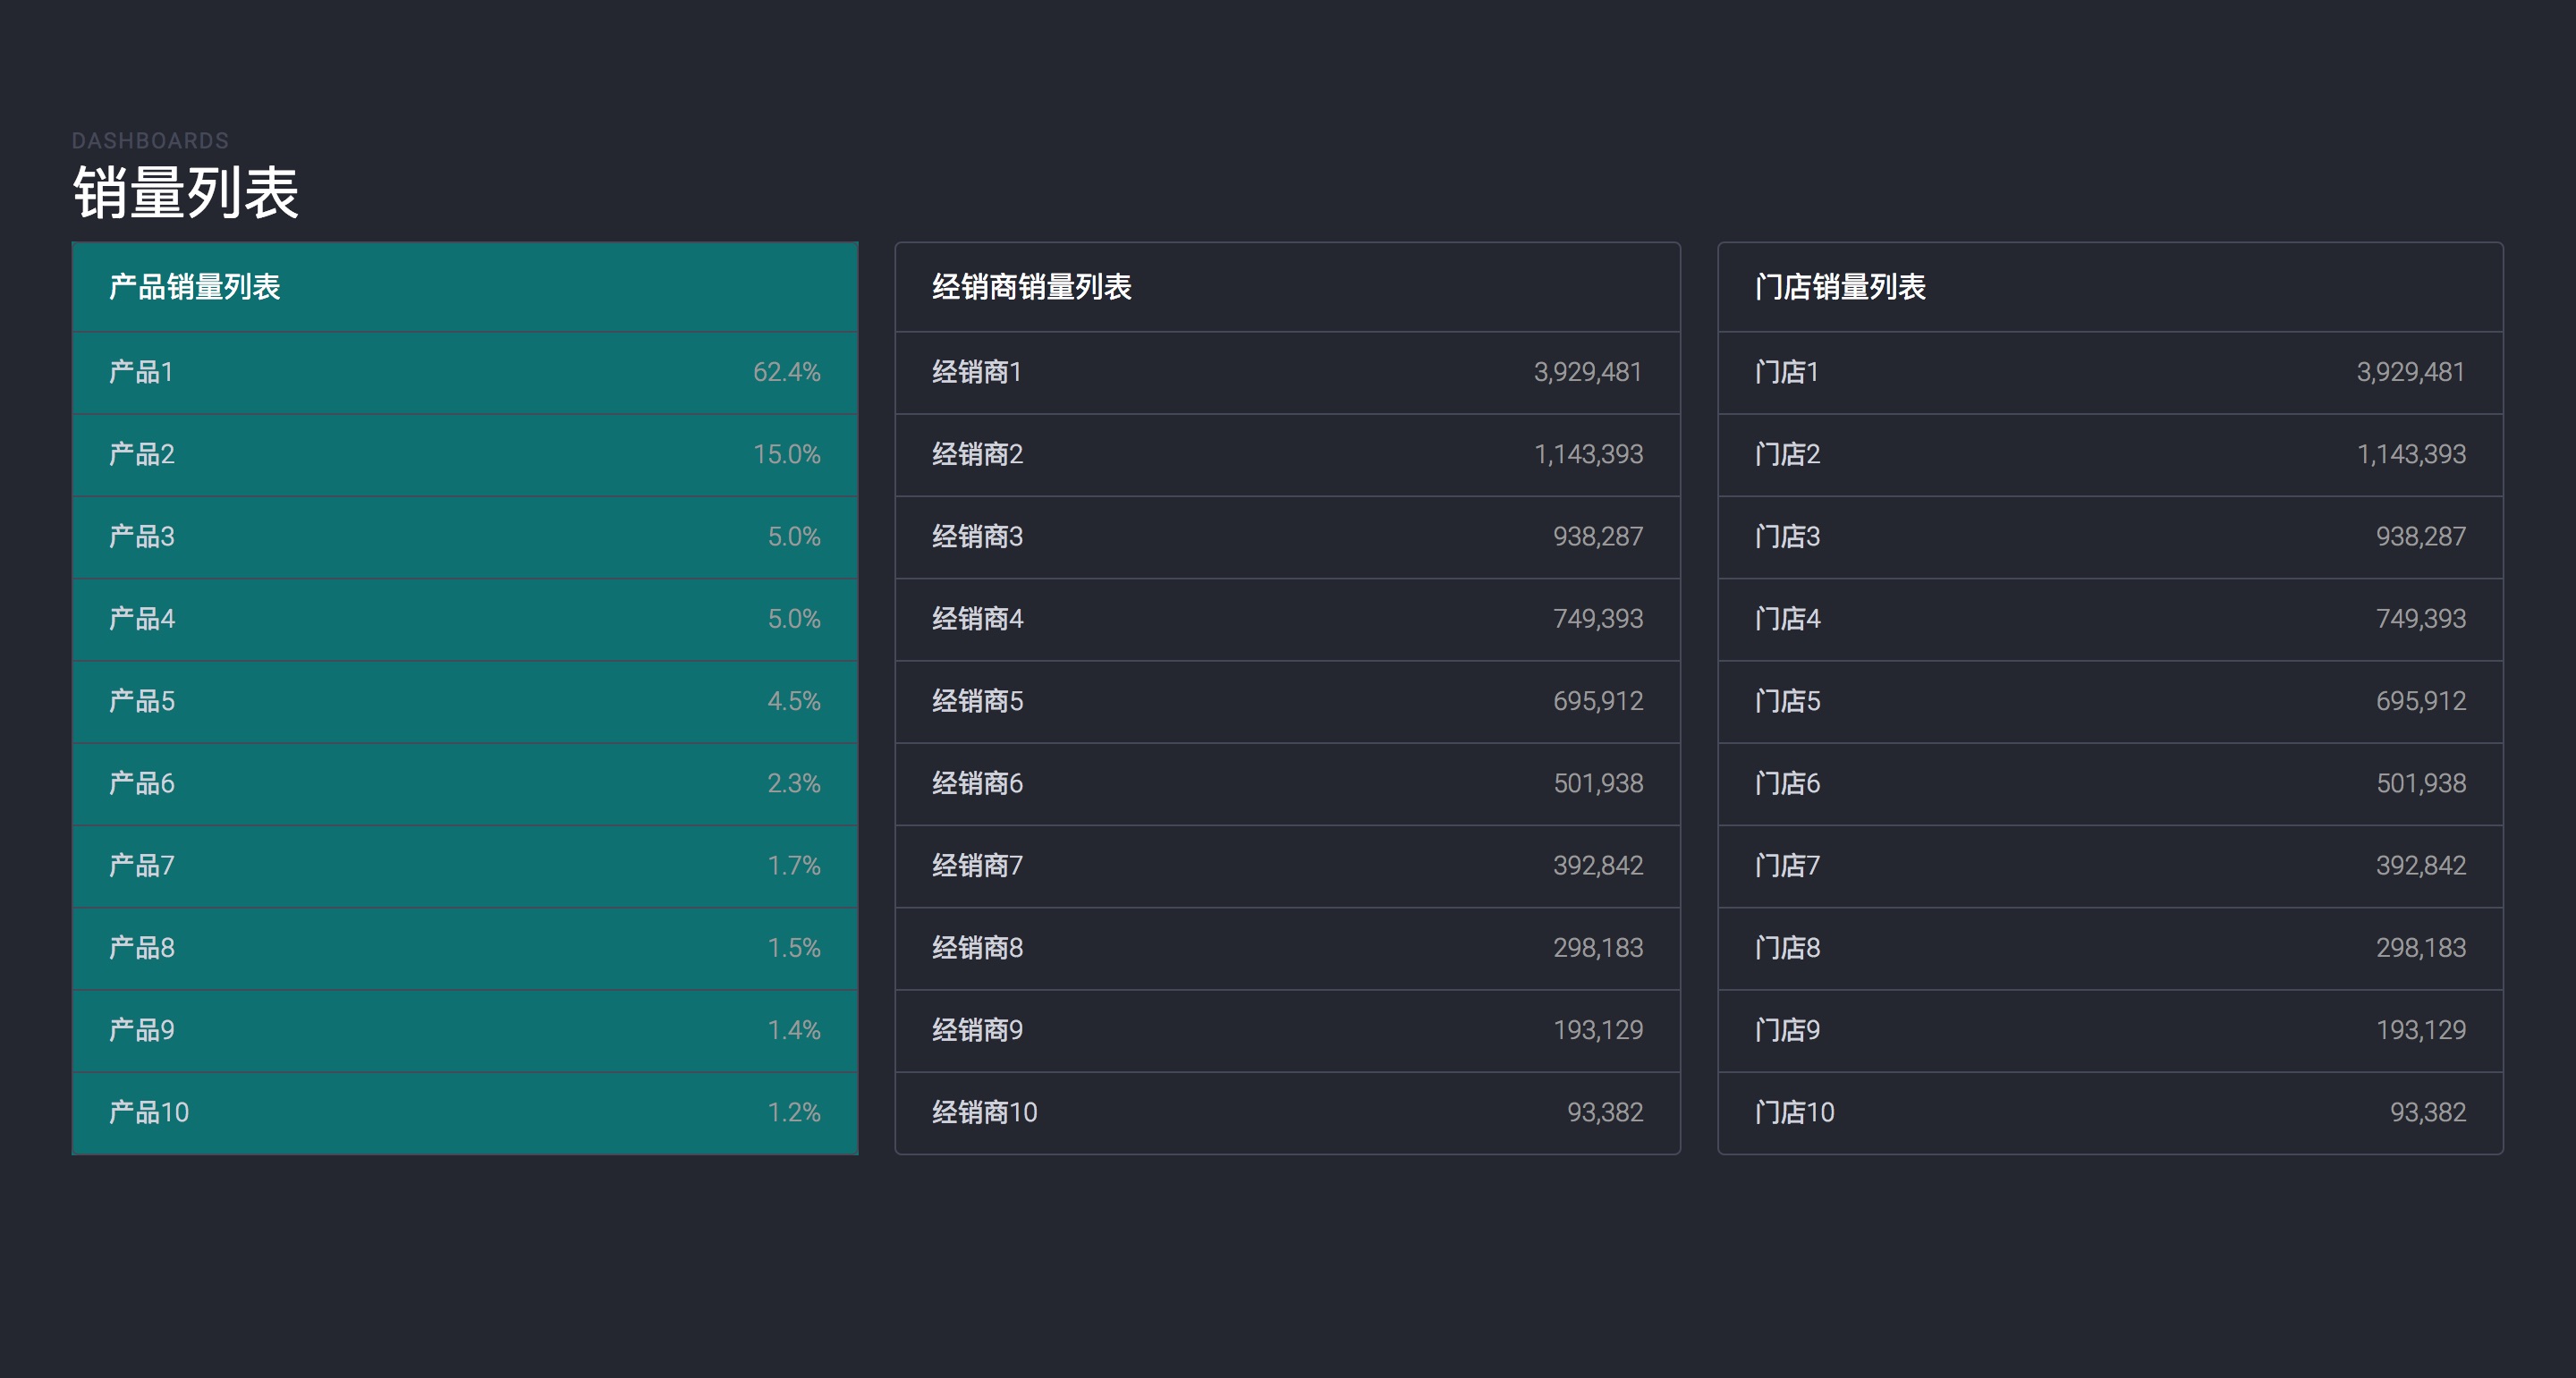 DASHBOARDS
销量列表
产品销量列表
产品1 62.4%
产品2 15.0%
产品3 5.0%
产品4 5.0%
产品5 4.5%
产品6 2.3%
产品7 1.7%
产品8 1.5%
产品9 1.4%
产品10 1.2%
经销商销量列表
经销商1 3,929,481
经销商2 1,143,393
经销商3 938,287
经销商4 749,393
经销商5 695,912
经销商6 501,938
经销商7 392,842
经销商8 298,183
经销商9 193,129
经销商10 93,382
门店销量列表
门店1 3,929,481
门店2 1,143,393
门店3 938,287
门店4 749,393
门店5 695,912
门店6 501,938
门店7 392,842
门店8 298,183
门店9 193,129
门店10 93,382